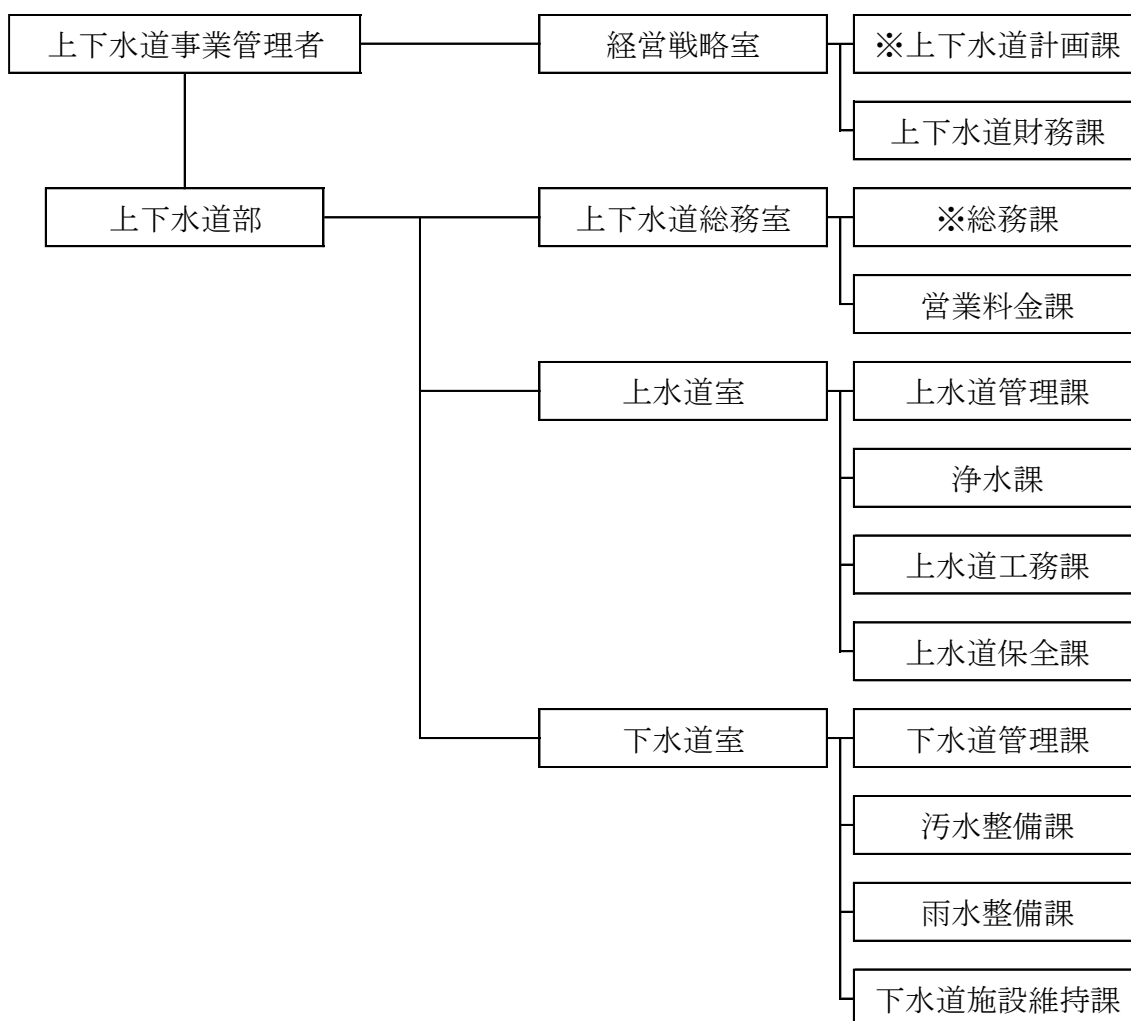 上下水道事業管理者
経営戦略室
※上下水道計画課
上下水道財務課
上下水道部
上下水道総務室
※総務課
営業料金課
上水道室
上水道管理課
浄水課
上水道工務課
上水道保全課
下水道室
下水道管理課
汚水整備課
雨水整備課
下水道施設維持課